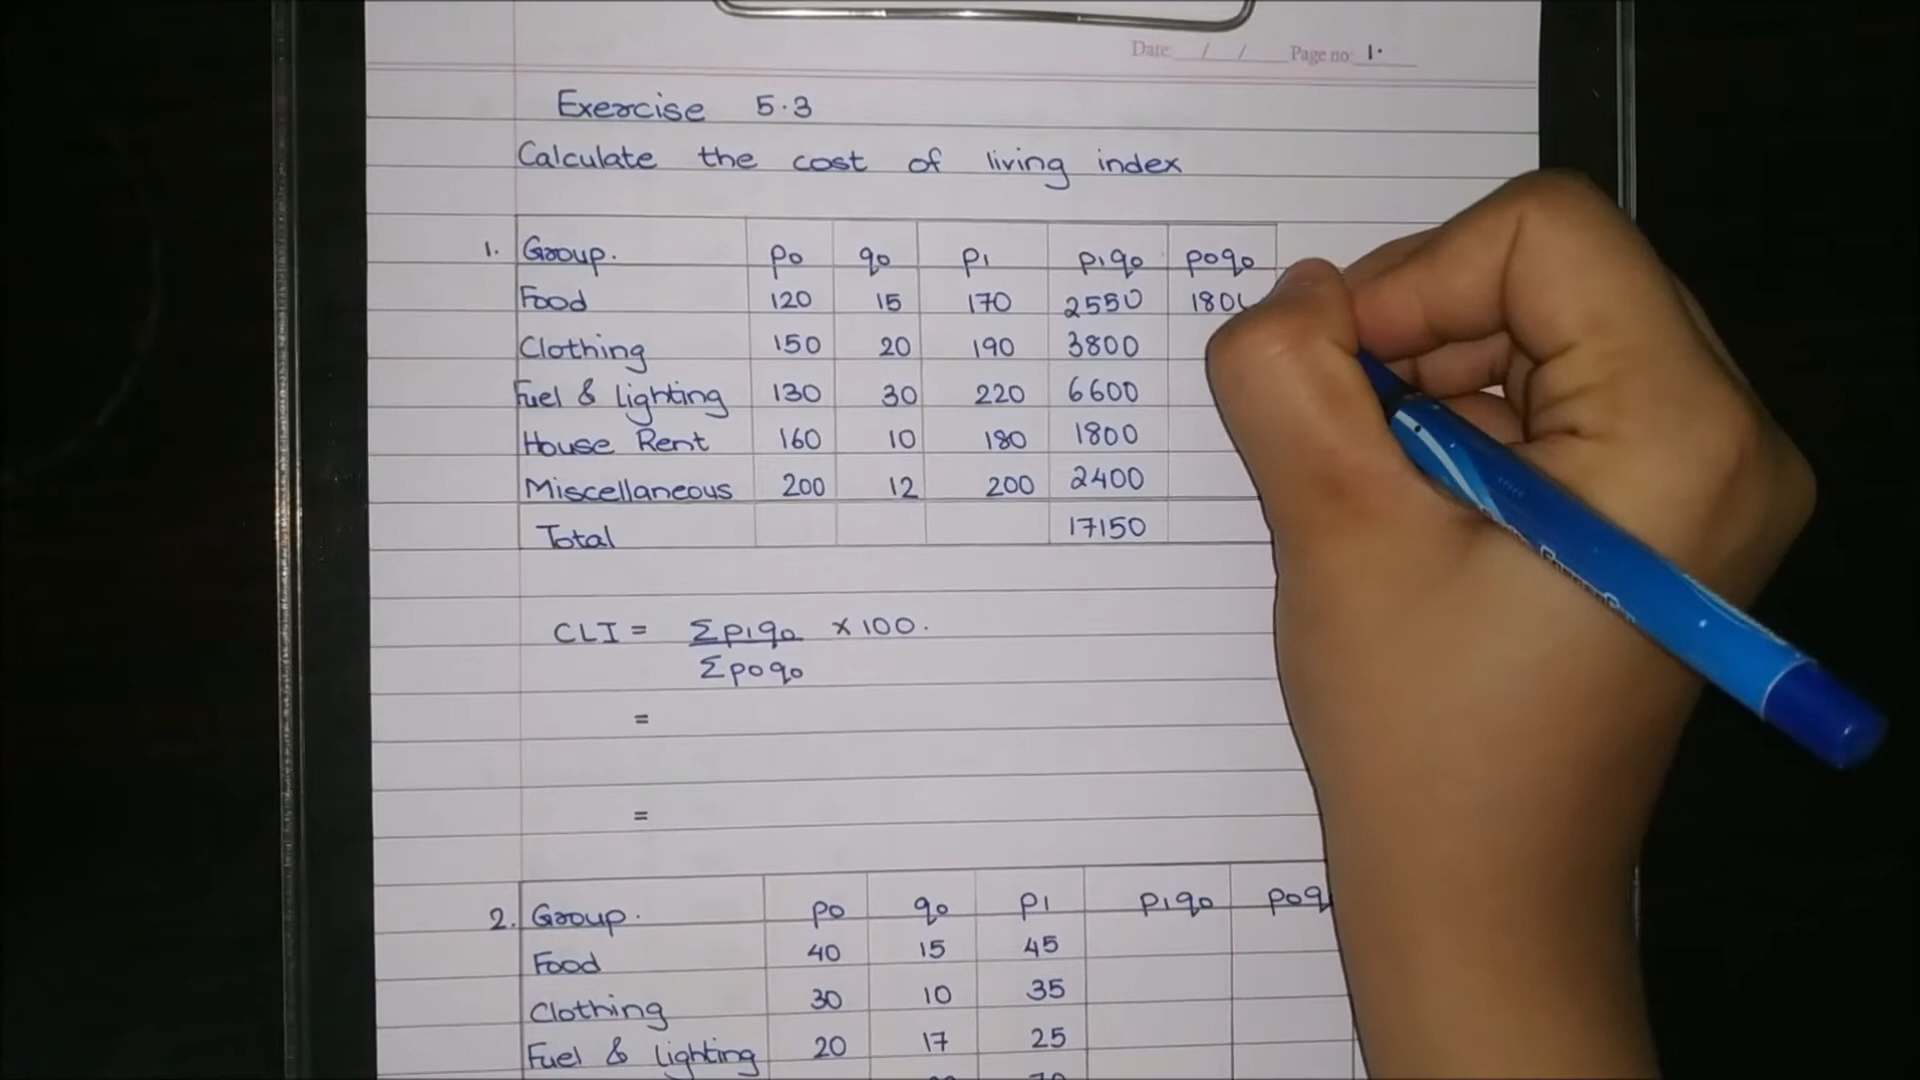 Date / / Page no: 1.
Exercise 5.3
Calculate the cost of living index
1. Group. p0 q0 p1 p1q0 p0q0
Food 120 15 170 2550 180
Clothing 150 20 190 3800
Fuel & lighting 130 30 220 6600
House Rent 160 10 180 1800
Miscellaneous 200 12 200 2400
Total 17150
CLI = Σp1q0 × 100.
Σp0q0
=
=
2. Group. p0 q0 p1 p1q0 p0q
Food 40 15 45
Clothing 30 10 35
Fuel & lighting 20 17 25